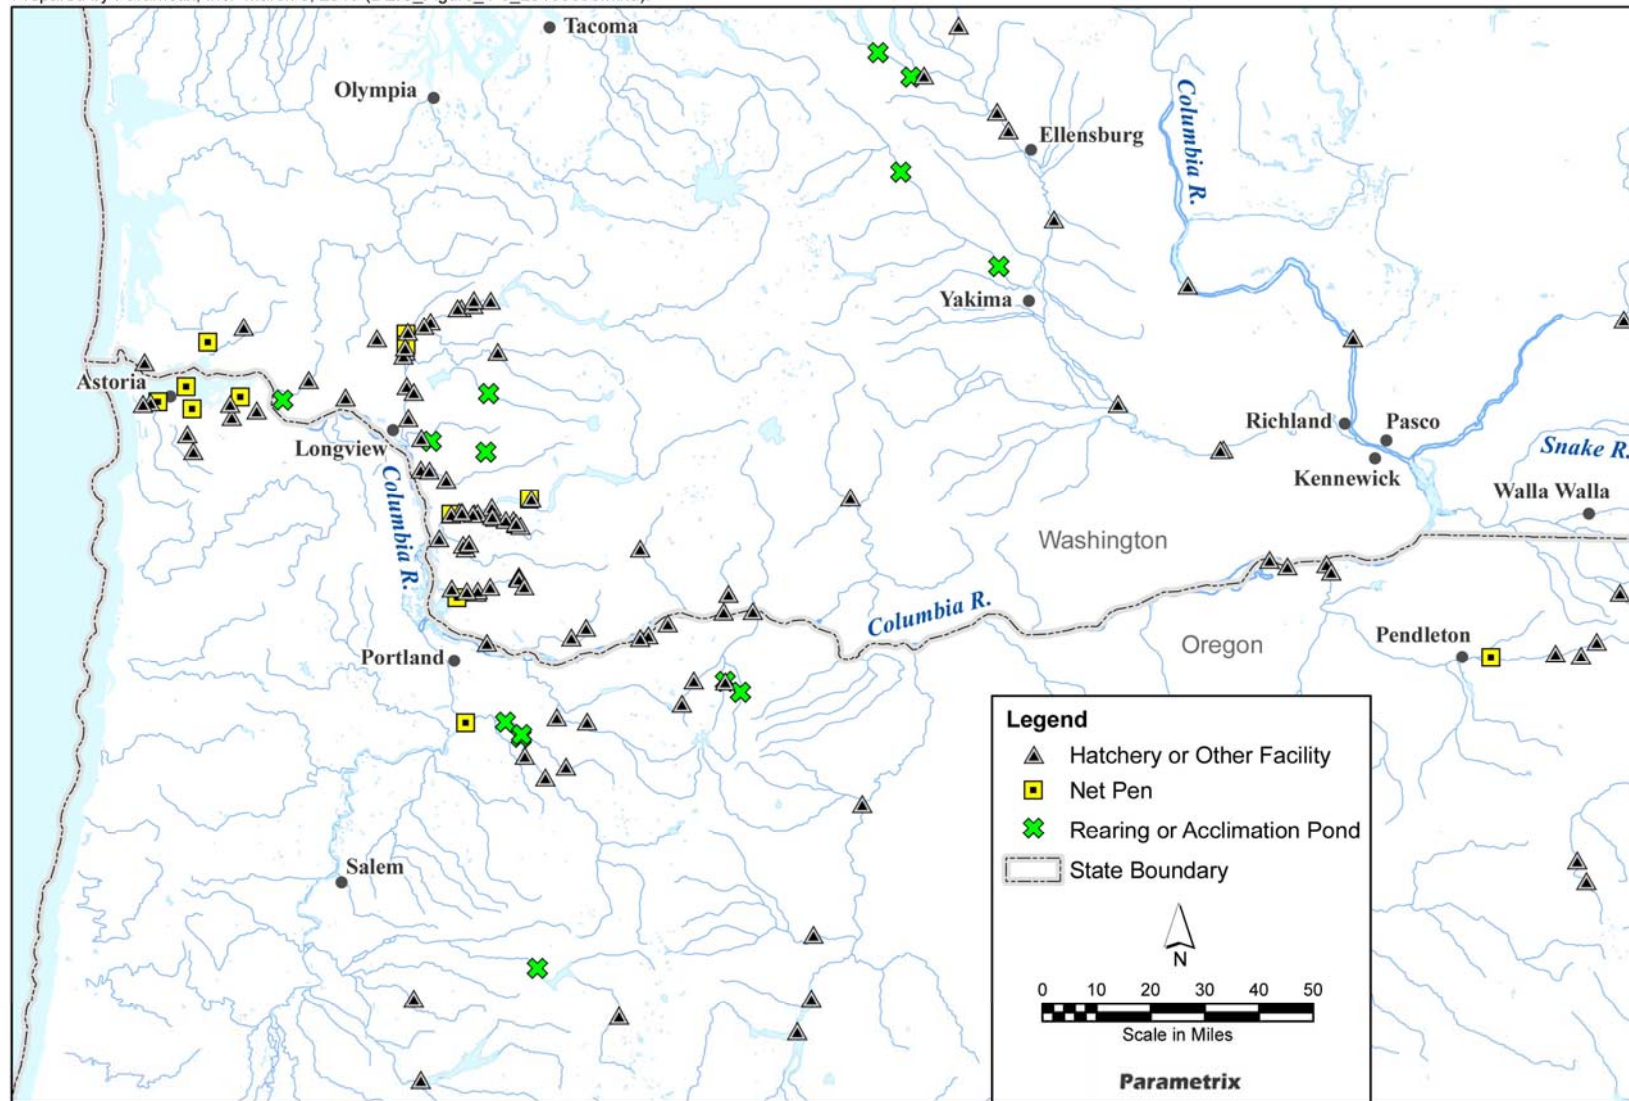 Tacoma
Olympia
Ellensburg
Columbia R.
Yakima
Astoria
Longview
Richland
Pasco
Kennewick
Snake R.
Walla Walla
Columbia R.
Washington
Columbia R.
Oregon
Portland
Pendleton
Salem
Legend
Hatchery or Other Facility
Net Pen
Rearing or Acclimation Pond
State Boundary
N
0 10 20 30 40 50
Scale in Miles
Parametrix